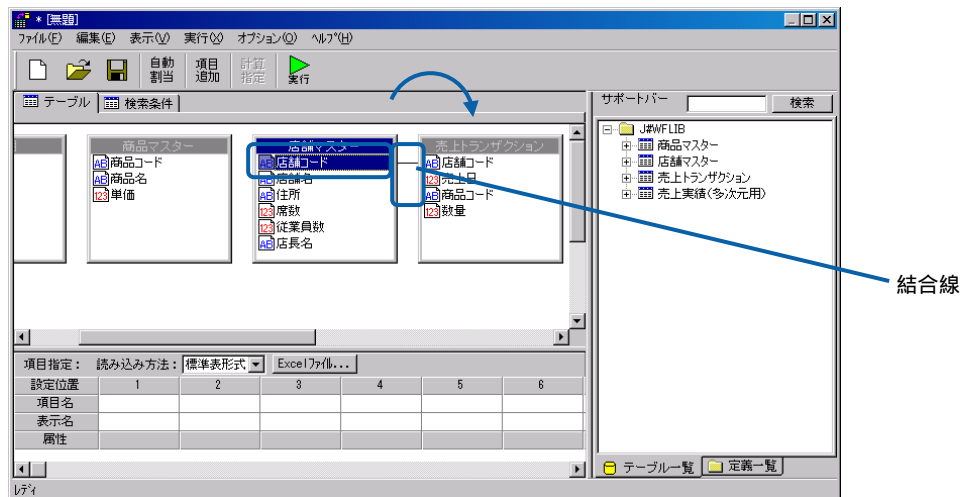 * [無題]
ファイル(F) 編集(E) 表示(V) 実行(X) オプション(O) ヘルプ(H)
自動割当 項目追加 計算指定 実行
テーブル 検索条件
商品マスター
商品コード
商品名
単価
店舗マスター
店舗コード
店舗名
住所
席数
従業員数
店長名
売上トランザクション
店舗コード
売上日
商品コード
数量
サポートバー 検索
J#WFLIB
商品マスター
店舗マスター
売上トランザクション
売上実績(多次元用)
結合線
項目指定: 読み込み方法: 標準表形式 Excelファイル...
設定位置 1 2 3 4 5 6
項目名
表示名
属性
テーブル一覧 定義一覧
レディ